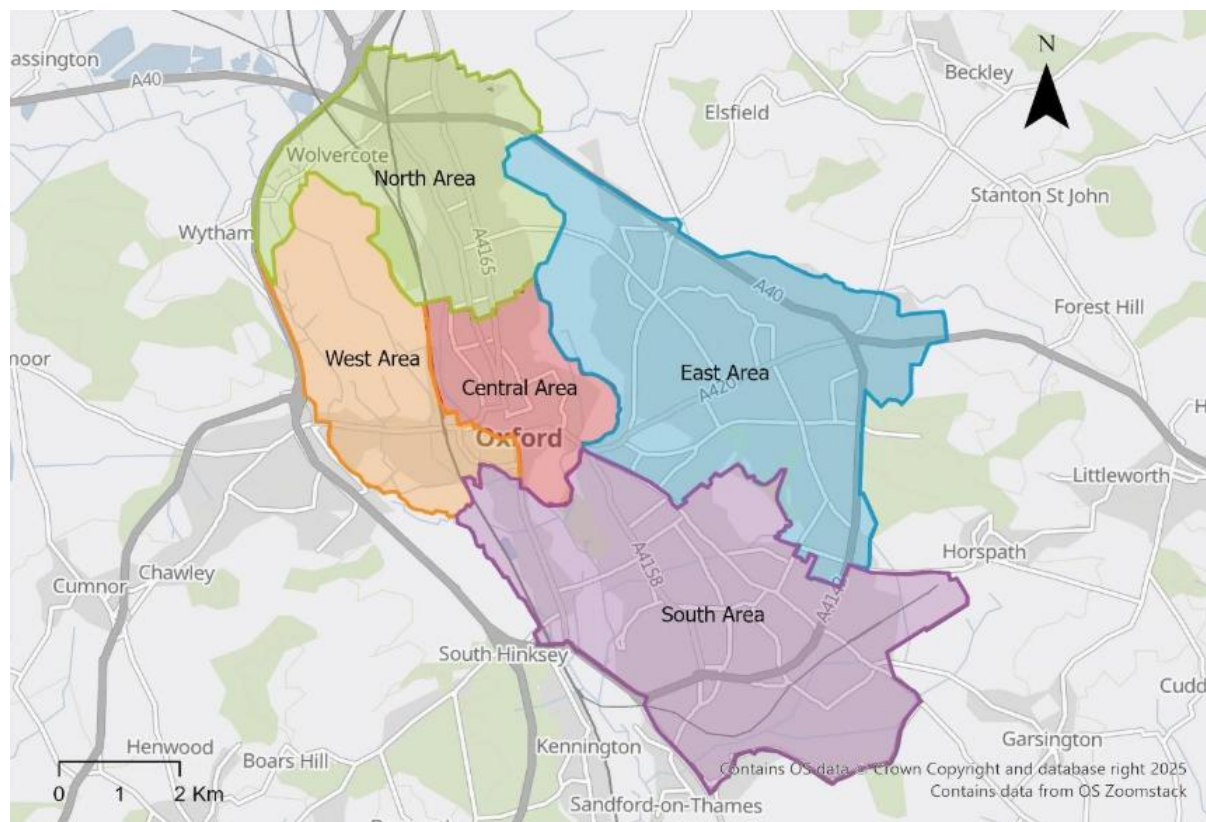 assington
A40
Beckley
N
Elsfield
Wolvercote
North Area
Stanton St John
Wytham
A4165
A40
Forest Hill
noor
West Area
Central Area
East Area
A420
H
Oxford
Littleworth
Horspath
Cumnor
Chawley
A4158
A414
South Area
South Hinksey
Cudd
Henwood
Boars Hill
Kennington
Garsington
0 1 2 Km
Contains OS data © Crown Copyright and database right 2025
Contains data from OS Zoomstack
Sandford-on-Thames